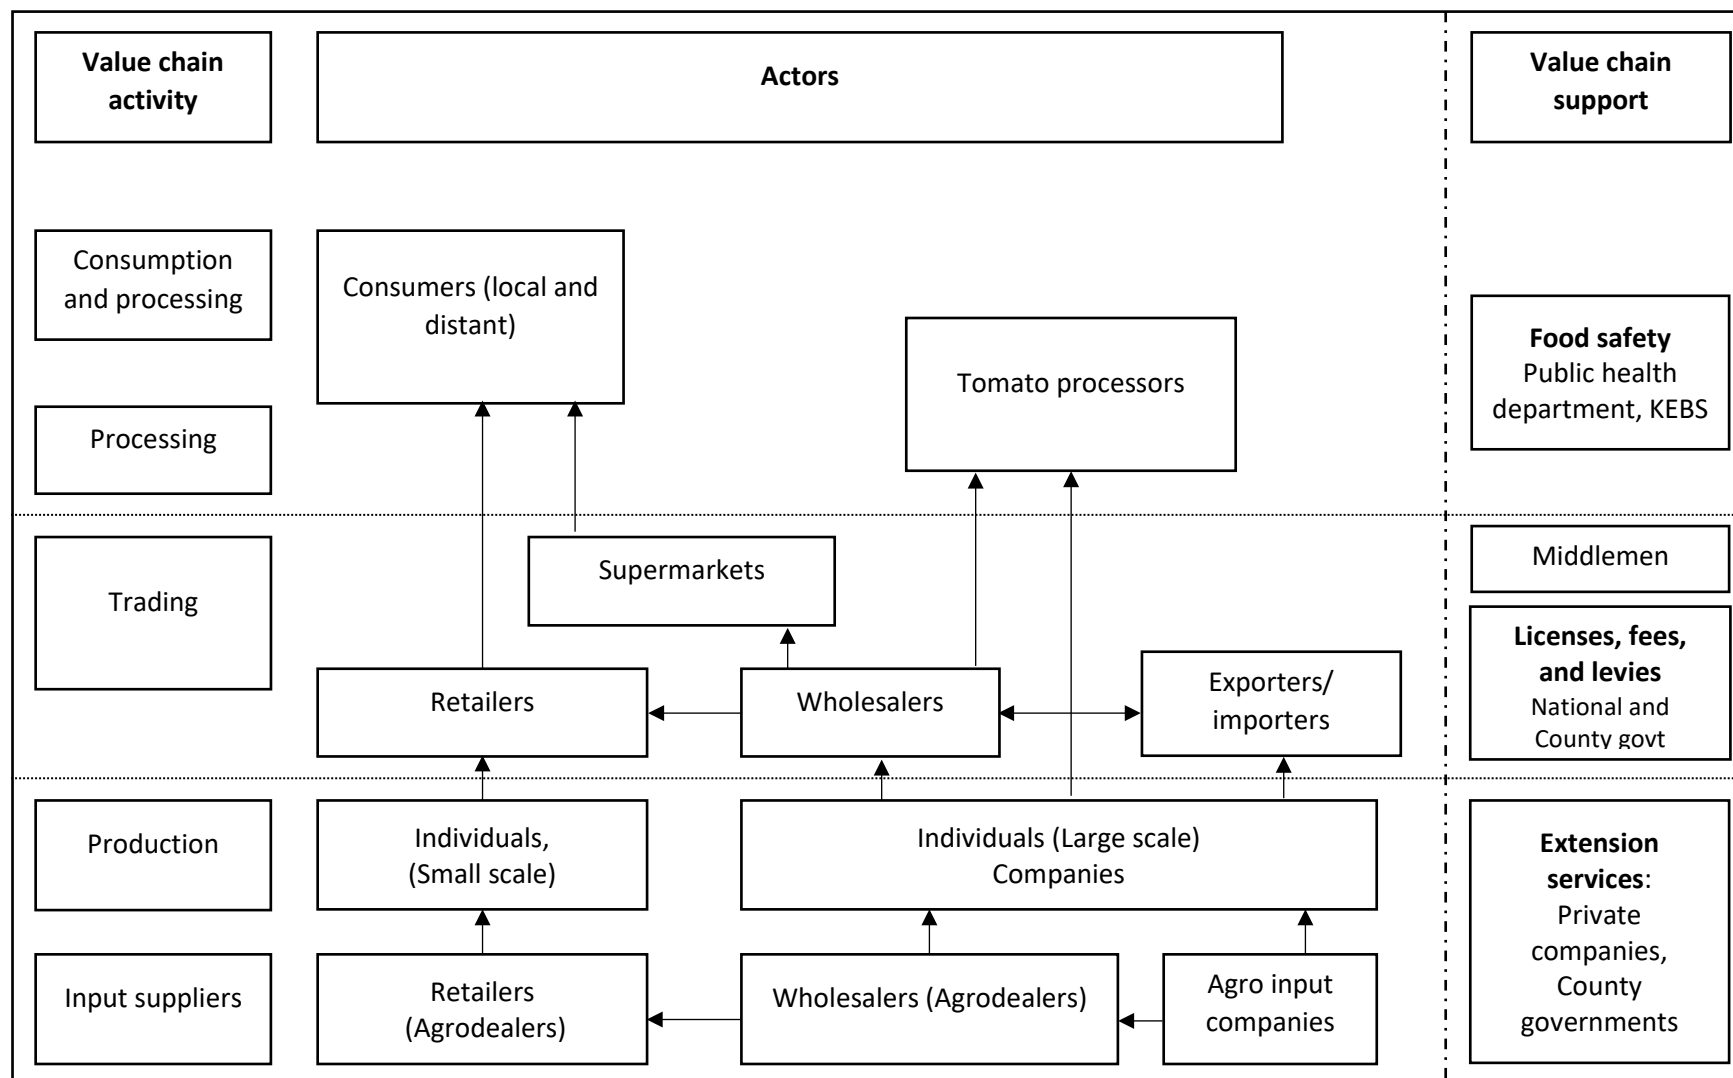 Value chain
activity
Actors
Value chain
support
Consumption
and processing
Consumers (local and
distant)
Tomato processors
Food safety
Public health
department, KEBS
Processing
Trading
Supermarkets
Middlemen
Licenses, fees,
and levies
National and
County govt
Retailers
Wholesalers
Exporters/
importers
Production
Individuals,
(Small scale)
Individuals (Large scale)
Companies
Extension
services:
Private
companies,
County
governments
Input suppliers
Retailers
(Agrodealers)
Wholesalers (Agrodealers)
Agro input
companies